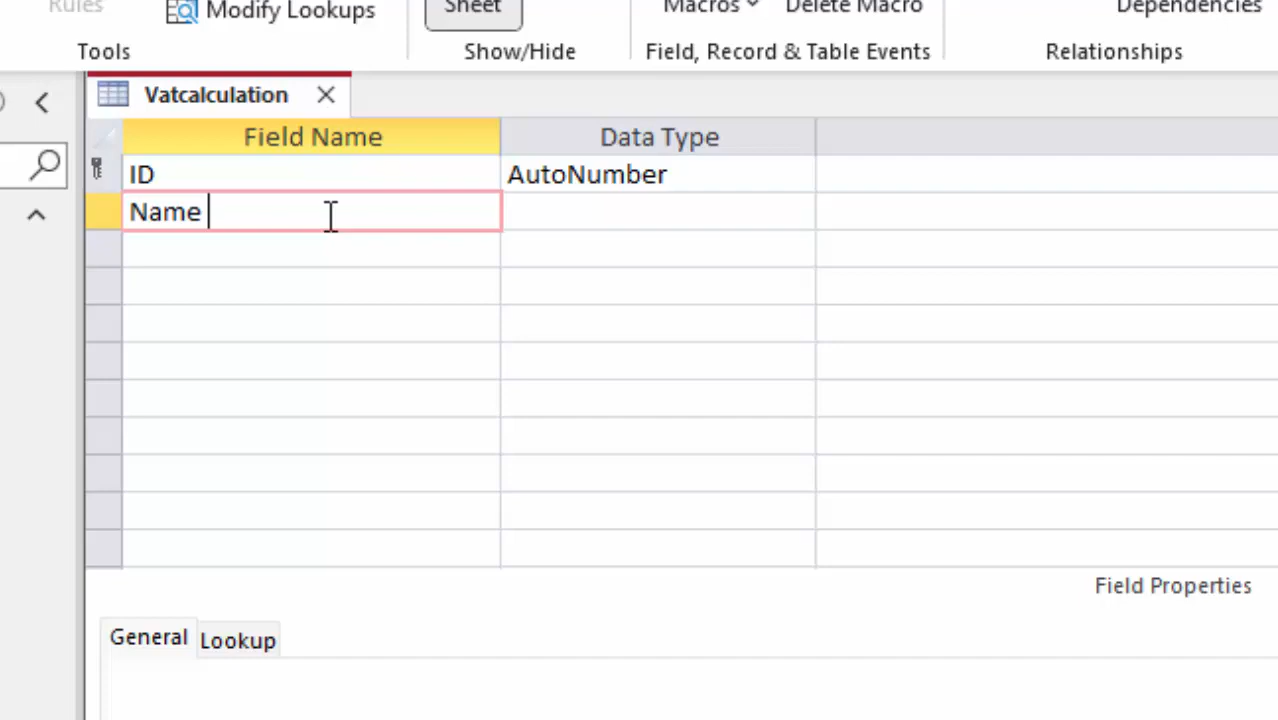 Rules
Modify Lookups
Sheet
Macros
Delete Macro
Dependencies
Tools
Show/Hide
Field, Record & Table Events
Relationships
Vatcalculation
Field Name
Data Type
ID
AutoNumber
Name
Field Properties
General
Lookup